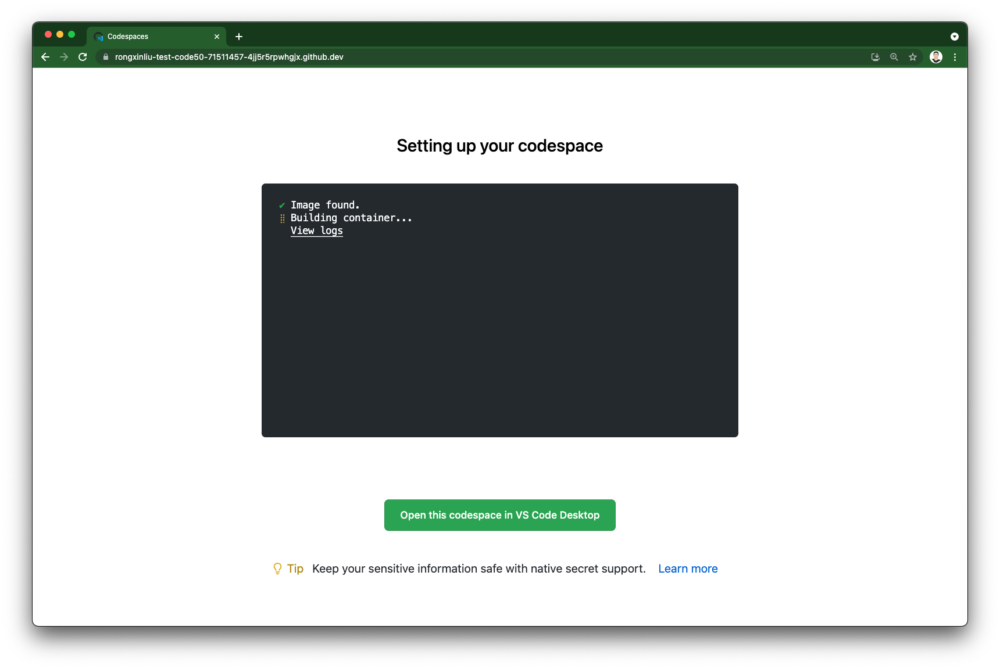 Codespaces
rongxinliu-test-code50-71511457-4jj5r5rpwhgjx.github.dev
Setting up your codespace
✔ Image found.
Building container...
View logs
Open this codespace in VS Code Desktop
Tip Keep your sensitive information safe with native secret support. Learn more